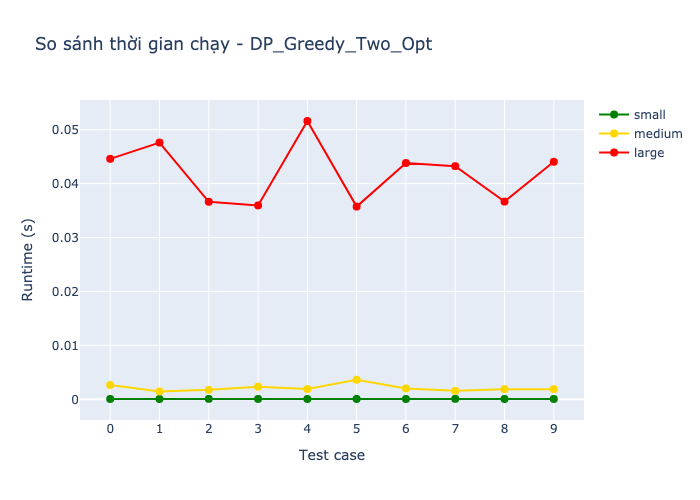 So sánh thời gian chạy - DP_Greedy_Two_Opt
small
medium
large
Runtime (s)
0.05
0.04
0.03
0.02
0.01
0
0 1 2 3 4 5 6 7 8 9
Test case